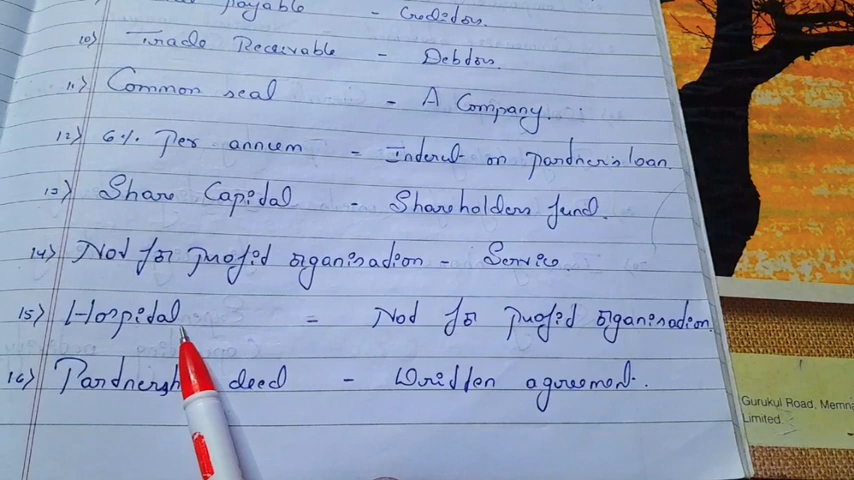 Payable - Creditors.
10) Trade Receivable - Debtors
11) Common seal - A Company.
12) 6% Per annum - Interest on partner's loan.
13) Share Capital - Shareholders fund.
14) Not for profit organisation - Service.
15) Hospital = Not for profit organisation.
16) Partnersh deed - Written agreement.
Gurukul Road, Memna
Limited.